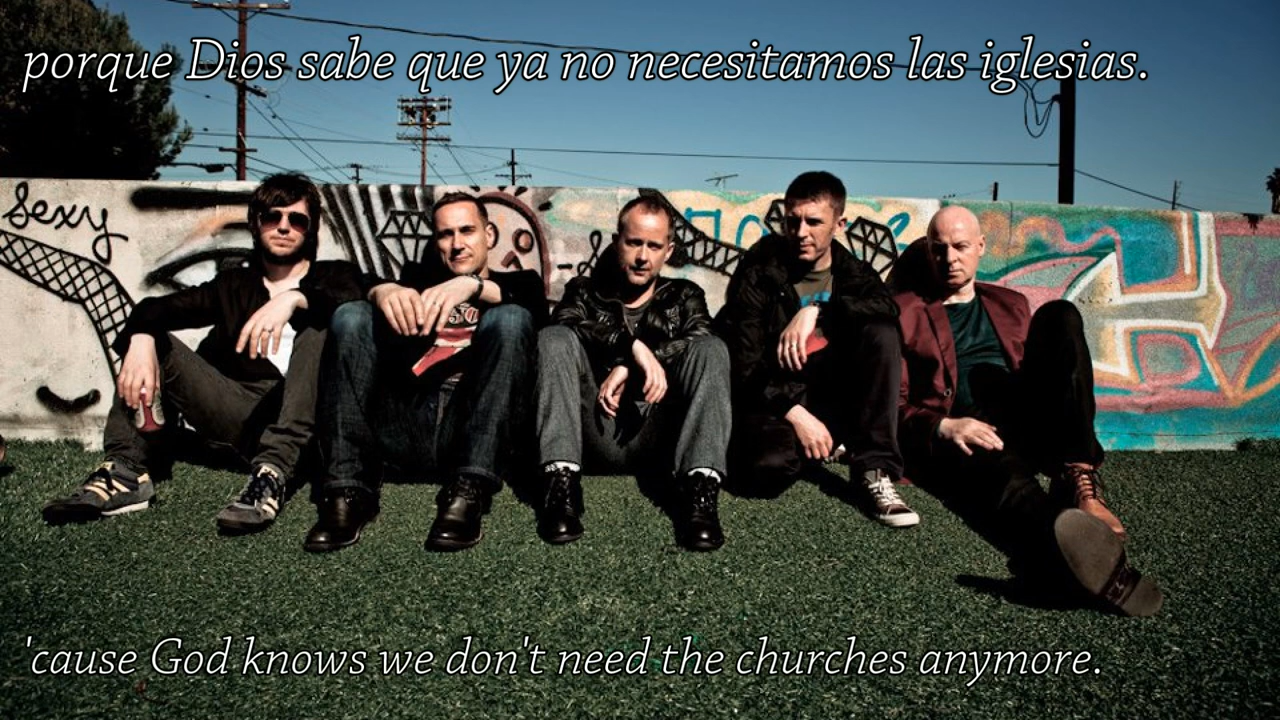 porque Dios sabe que ya no necesitamos las iglesias.
sexy
'cause God knows we don't need the churches anymore.